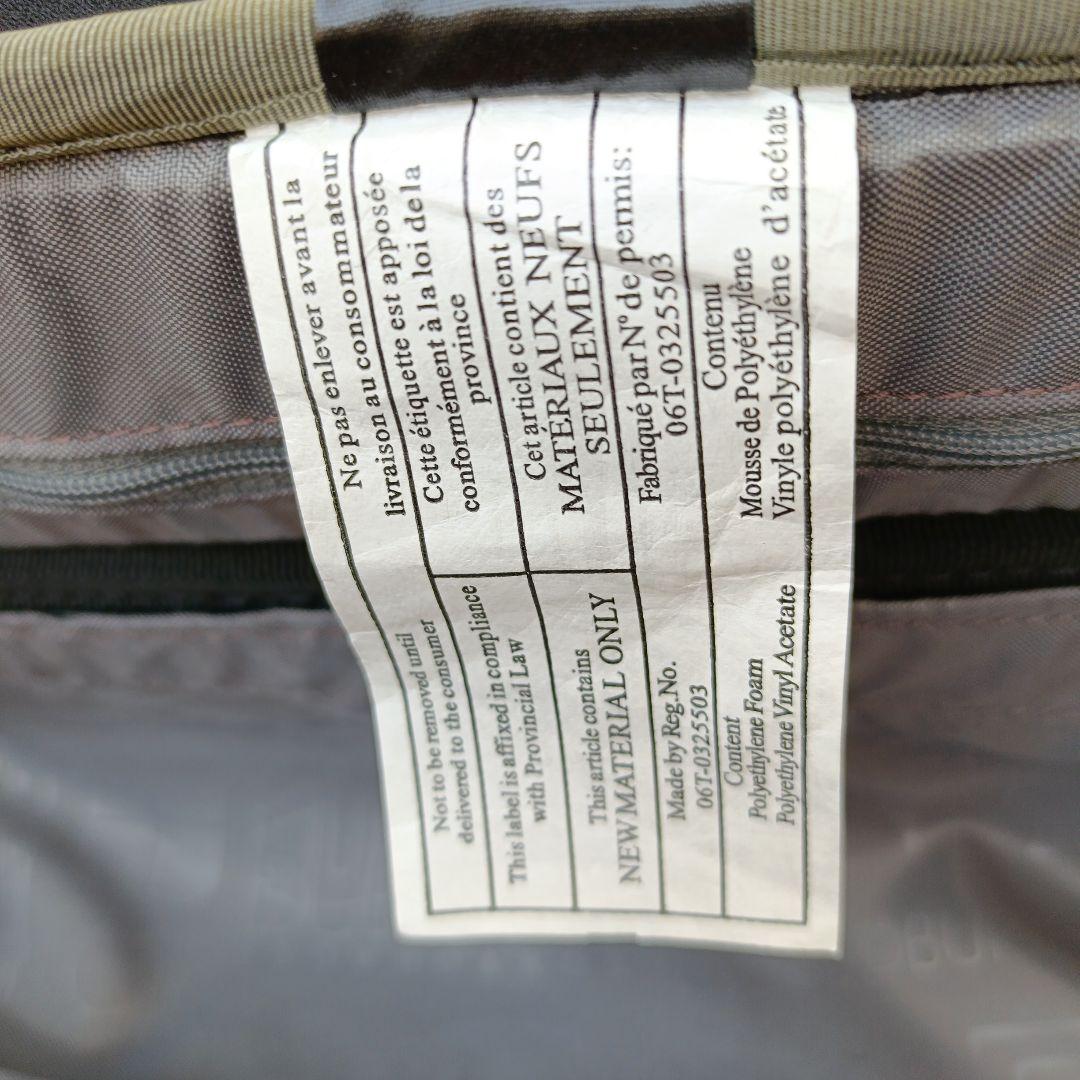 Not to be removed until
delivered to the consumer
This label is affixed in compliance
with Provincial Law
This article contains
NEW MATERIAL ONLY
Made by Reg.No.
06T-0325503
Content
Polyethylene Foam
Polyethylene Vinyl Acetate
Ne pas enlever avant la
livraison au consommateur
Cette étiquette est apposée
conformément à la loi de la
province
Cet article contient des
MATÉRIAUX NEUFS
SEULEMENT
Fabriqué par N° de permis:
06T-0325503
Contenu
Mousse de Polyéthylène
Vinyle polyéthylène d'acétate